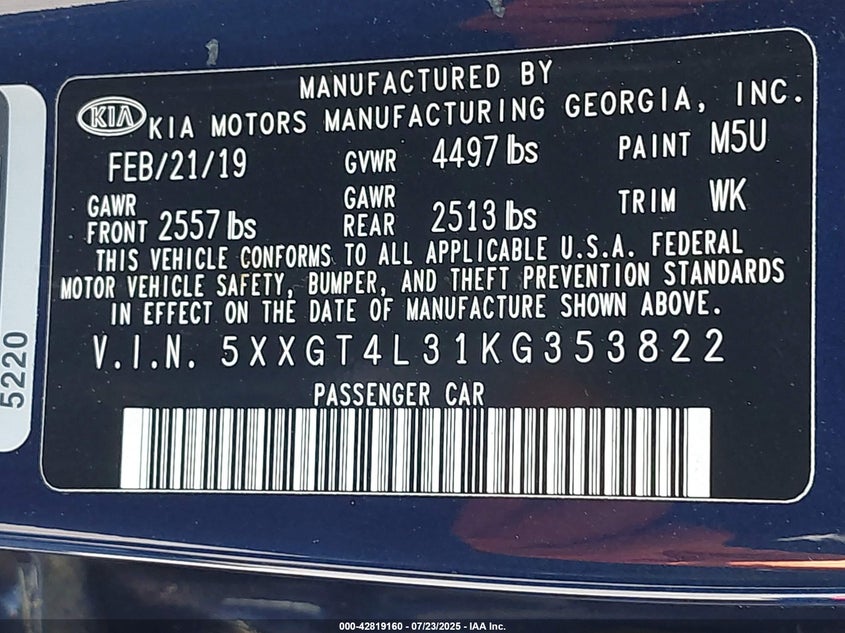 MANUFACTURED BY
KIA KIA MOTORS MANUFACTURING GEORGIA, INC.
FEB/21/19 GVWR 4497 lbs PAINT M5U
GAWR FRONT 2557 lbs GAWR REAR 2513 lbs TRIM WK
THIS VEHICLE CONFORMS TO ALL APPLICABLE U.S.A. FEDERAL
MOTOR VEHICLE SAFETY, BUMPER, AND THEFT PREVENTION STANDARDS
IN EFFECT ON THE DATE OF MANUFACTURE SHOWN ABOVE.
V.I.N. 5XXGT4L31KG353822
PASSENGER CAR
5220
000-42819160 - 07/23/2025 - IAA Inc.